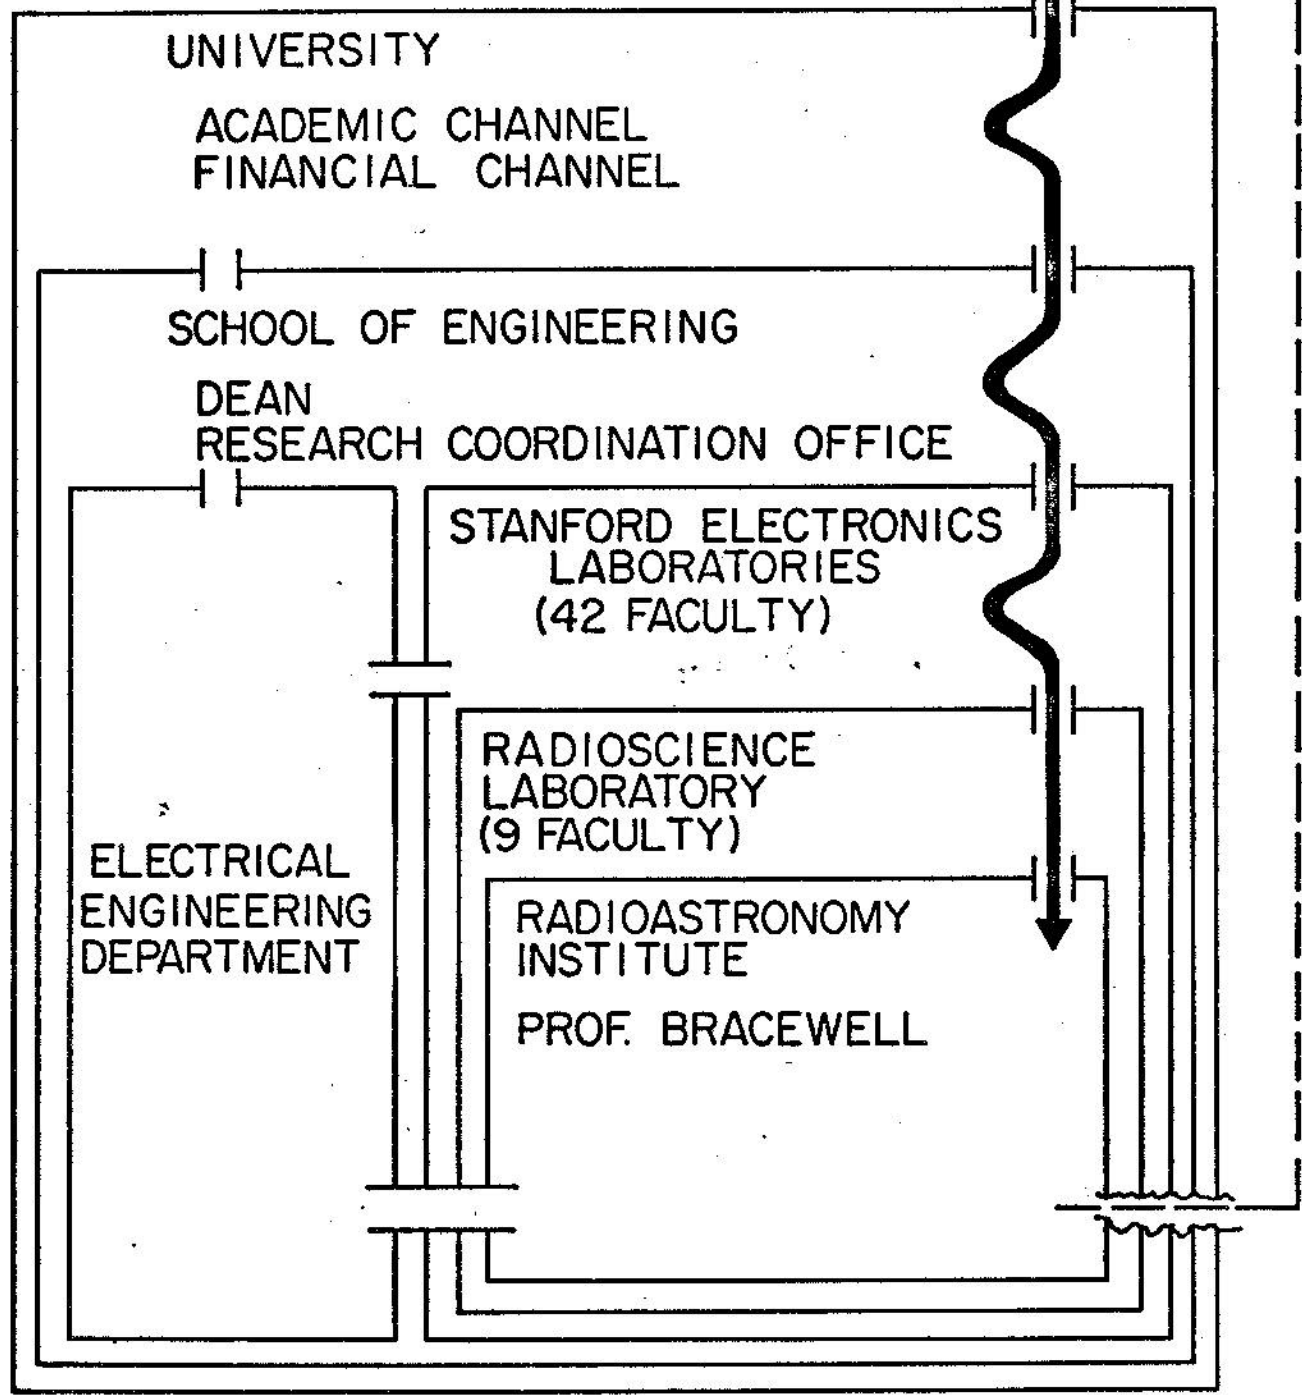 UNIVERSITY
ACADEMIC CHANNEL
FINANCIAL CHANNEL
SCHOOL OF ENGINEERING
DEAN
RESEARCH COORDINATION OFFICE
STANFORD ELECTRONICS
LABORATORIES
(42 FACULTY)
RADIOSCIENCE
LABORATORY
(9 FACULTY)
ELECTRICAL
ENGINEERING
DEPARTMENT
RADIOASTRONOMY
INSTITUTE
PROF. BRACEWELL